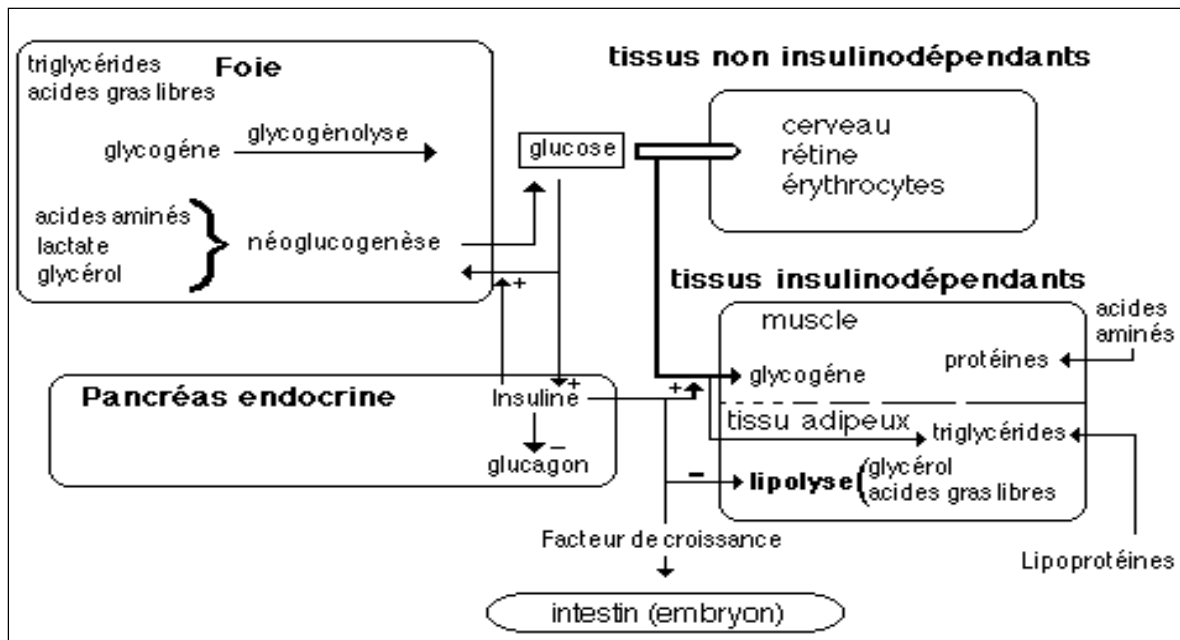 triglycérides
Foie
acides gras libres
glycogénolyse
glycogéne
acides aminés
lactate
glycérol
néoglucogenèse
+
glucose
tissus non insulinodépendants
cerveau
rétine
érythrocytes
tissus insulinodépendants
muscle
acides
aminés
protéines
glycogéne
+
tissu adipeux
triglycérides
–
lipolyse
glycérol
acides gras libres
Lipoprotéines
Pancréas endocrine
+
Insuline
–
glucagon
Facteur de croissance
intestin (embryon)